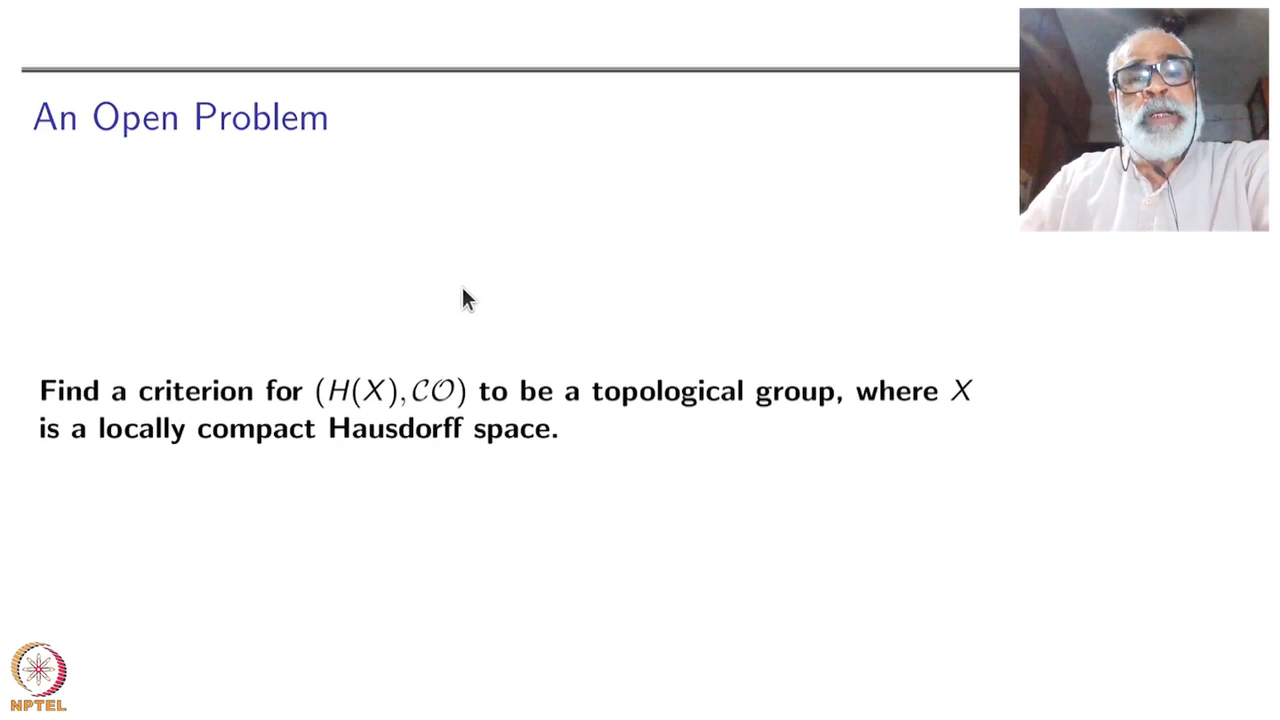 An Open Problem
Find a criterion for (H(X), 𝒞𝒪) to be a topological group, where X
is a locally compact Hausdorff space.
NPTEL